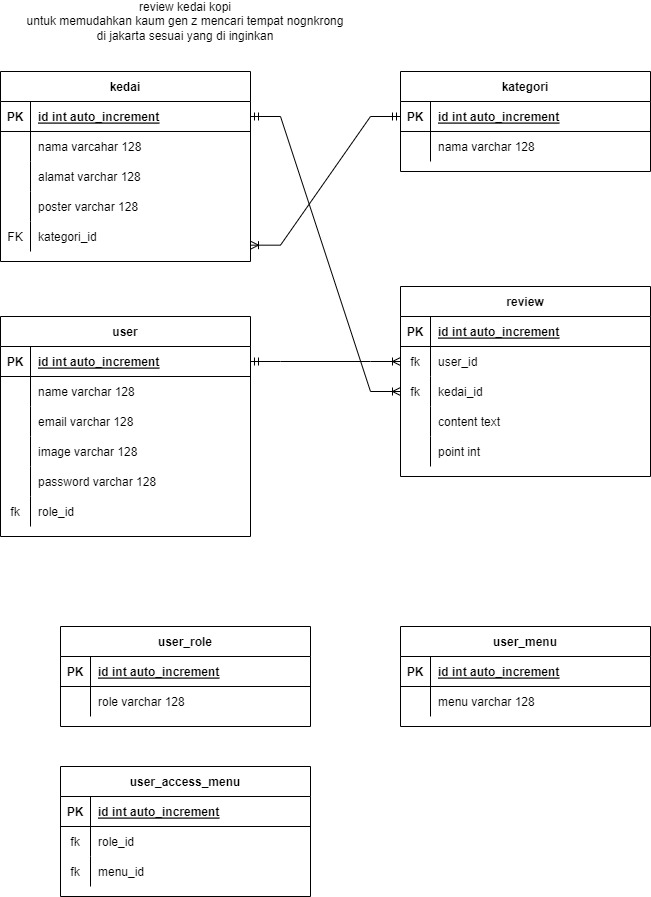 review kedai kopi
untuk memudahkan kaum gen z mencari tempat nognkrong
di jakarta sesuai yang di inginkan
kedai
PK id int auto_increment
nama varcahar 128
alamat varchar 128
poster varchar 128
FK kategori_id
kategori
PK id int auto_increment
nama varchar 128
user
PK id int auto_increment
name varchar 128
email varchar 128
image varchar 128
password varchar 128
fk role_id
review
PK id int auto_increment
fk user_id
fk kedai_id
content text
point int
user_role
PK id int auto_increment
role varchar 128
user_menu
PK id int auto_increment
menu varchar 128
user_access_menu
PK id int auto_increment
fk role_id
fk menu_id